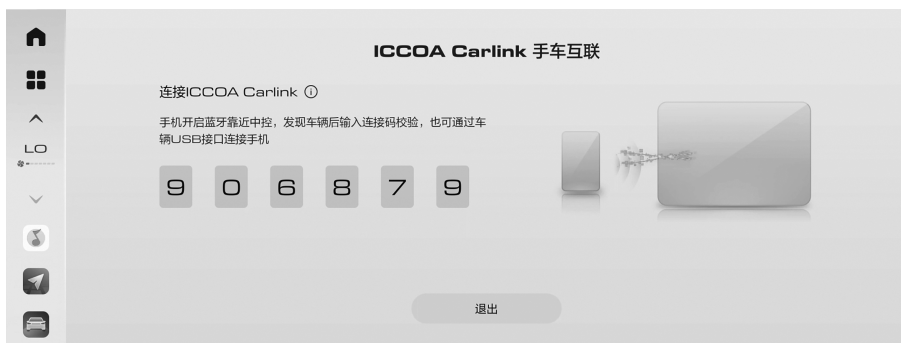 ICCOA Carlink 手车互联
连接ICCOA Carlink
手机开启蓝牙靠近中控，发现车辆后输入连接码校验，也可通过车
辆USB接口连接手机
LO
9 0 6 8 7 9
退出